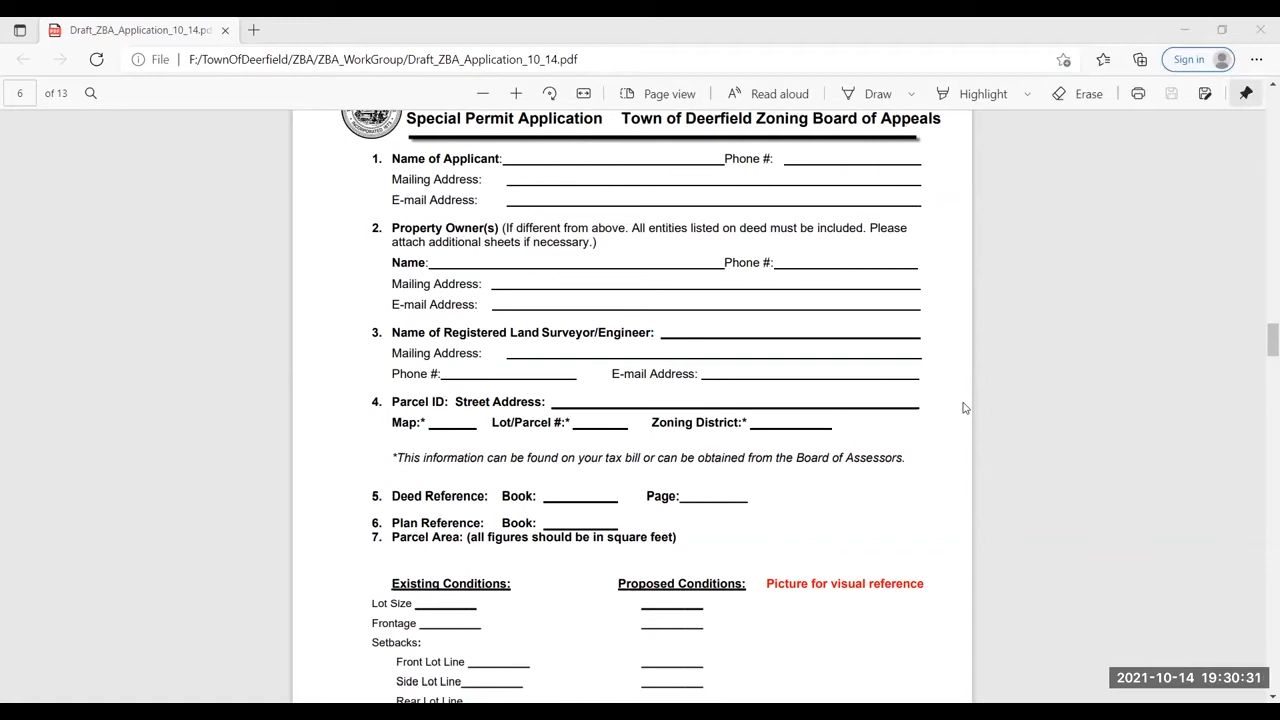 Draft_ZBA_Application_10_14.pd
File F:/TownOfDeerfield/ZBA/ZBA_WorkGroup/Draft_ZBA_Application_10_14.pdf Sign in
6 of 13 Page view Read aloud Draw Highlight Erase
Special Permit Application Town of Deerfield Zoning Board of Appeals
1. Name of Applicant: Phone #:
Mailing Address:
E-mail Address:
2. Property Owner(s) (If different from above. All entities listed on deed must be included. Please
attach additional sheets if necessary.)
Name: Phone #:
Mailing Address:
E-mail Address:
3. Name of Registered Land Surveyor/Engineer:
Mailing Address:
Phone #: E-mail Address:
4. Parcel ID: Street Address:
Map:* Lot/Parcel #:* Zoning District:*
*This information can be found on your tax bill or can be obtained from the Board of Assessors.
5. Deed Reference: Book: Page:
6. Plan Reference: Book:
7. Parcel Area: (all figures should be in square feet)
Existing Conditions: Proposed Conditions: Picture for visual reference
Lot Size
Frontage
Setbacks:
Front Lot Line
Side Lot Line
Rear Lot Line
2021-10-14 19:30:31